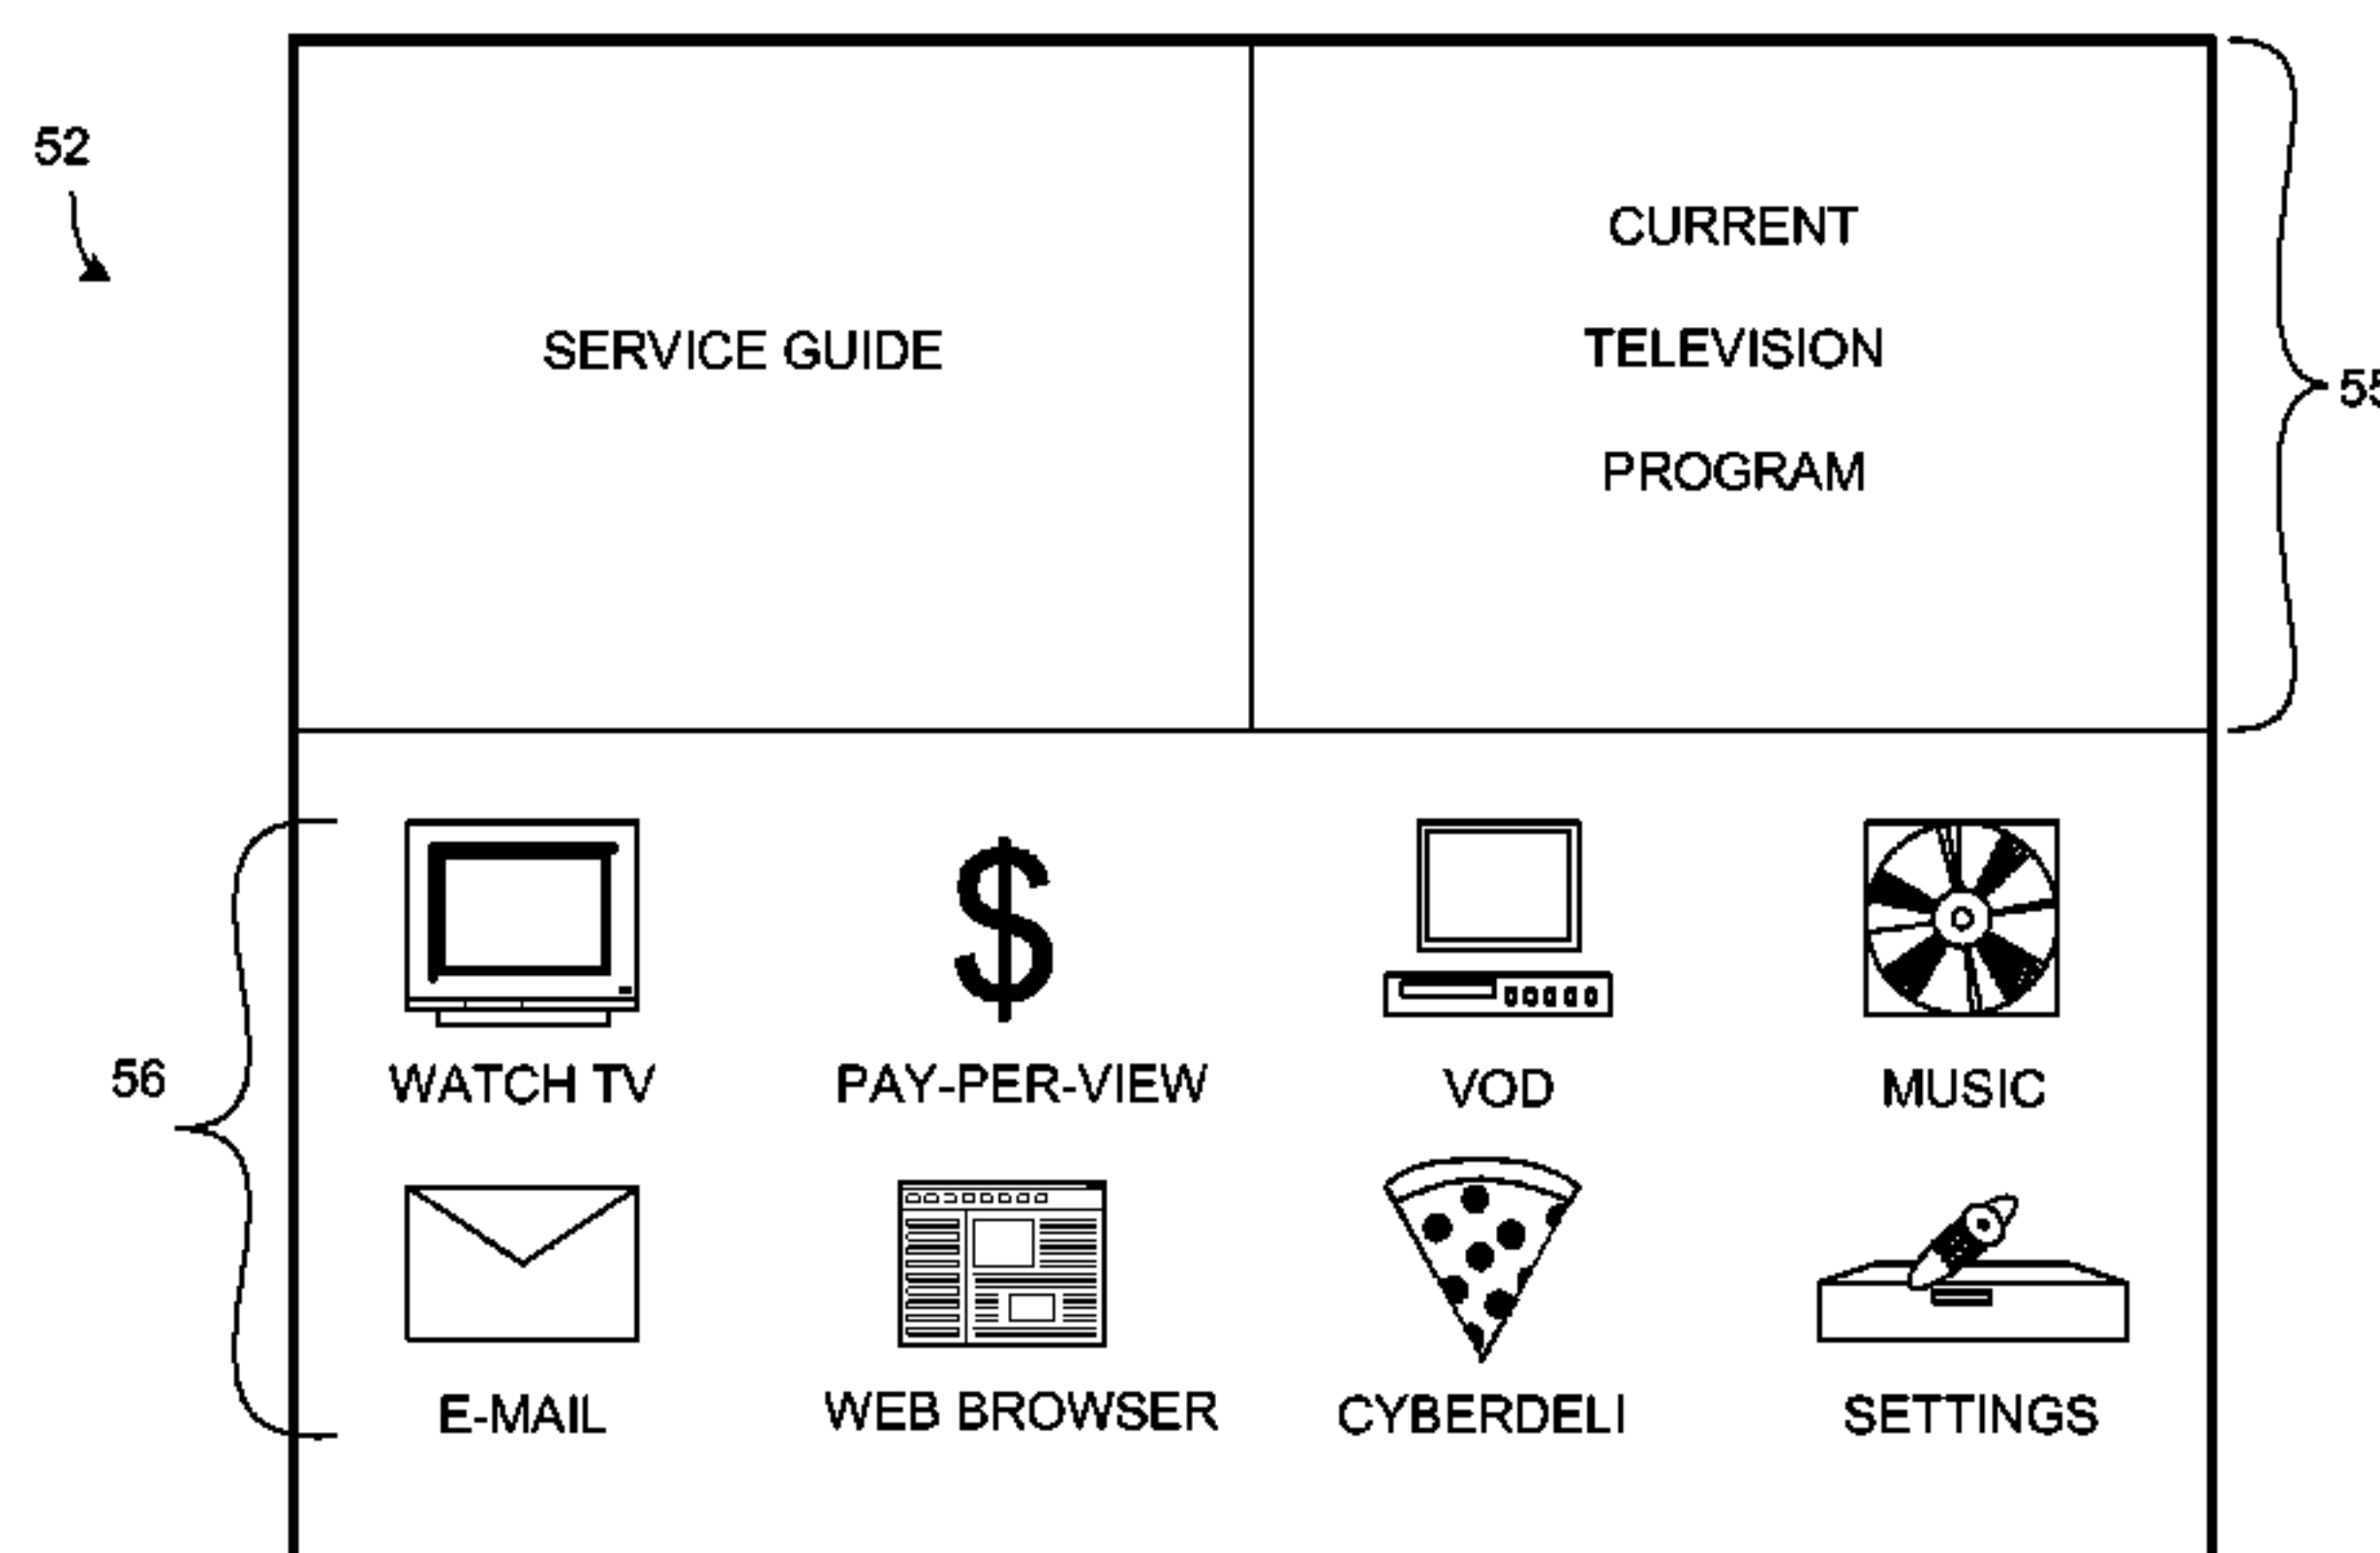 52
CURRENT
SERVICE GUIDE
TELEVISION
55
PROGRAM
$
56
WATCH TV PAY-PER-VIEW VOD MUSIC
E-MAIL WEB BROWSER CYBERDELI SETTINGS